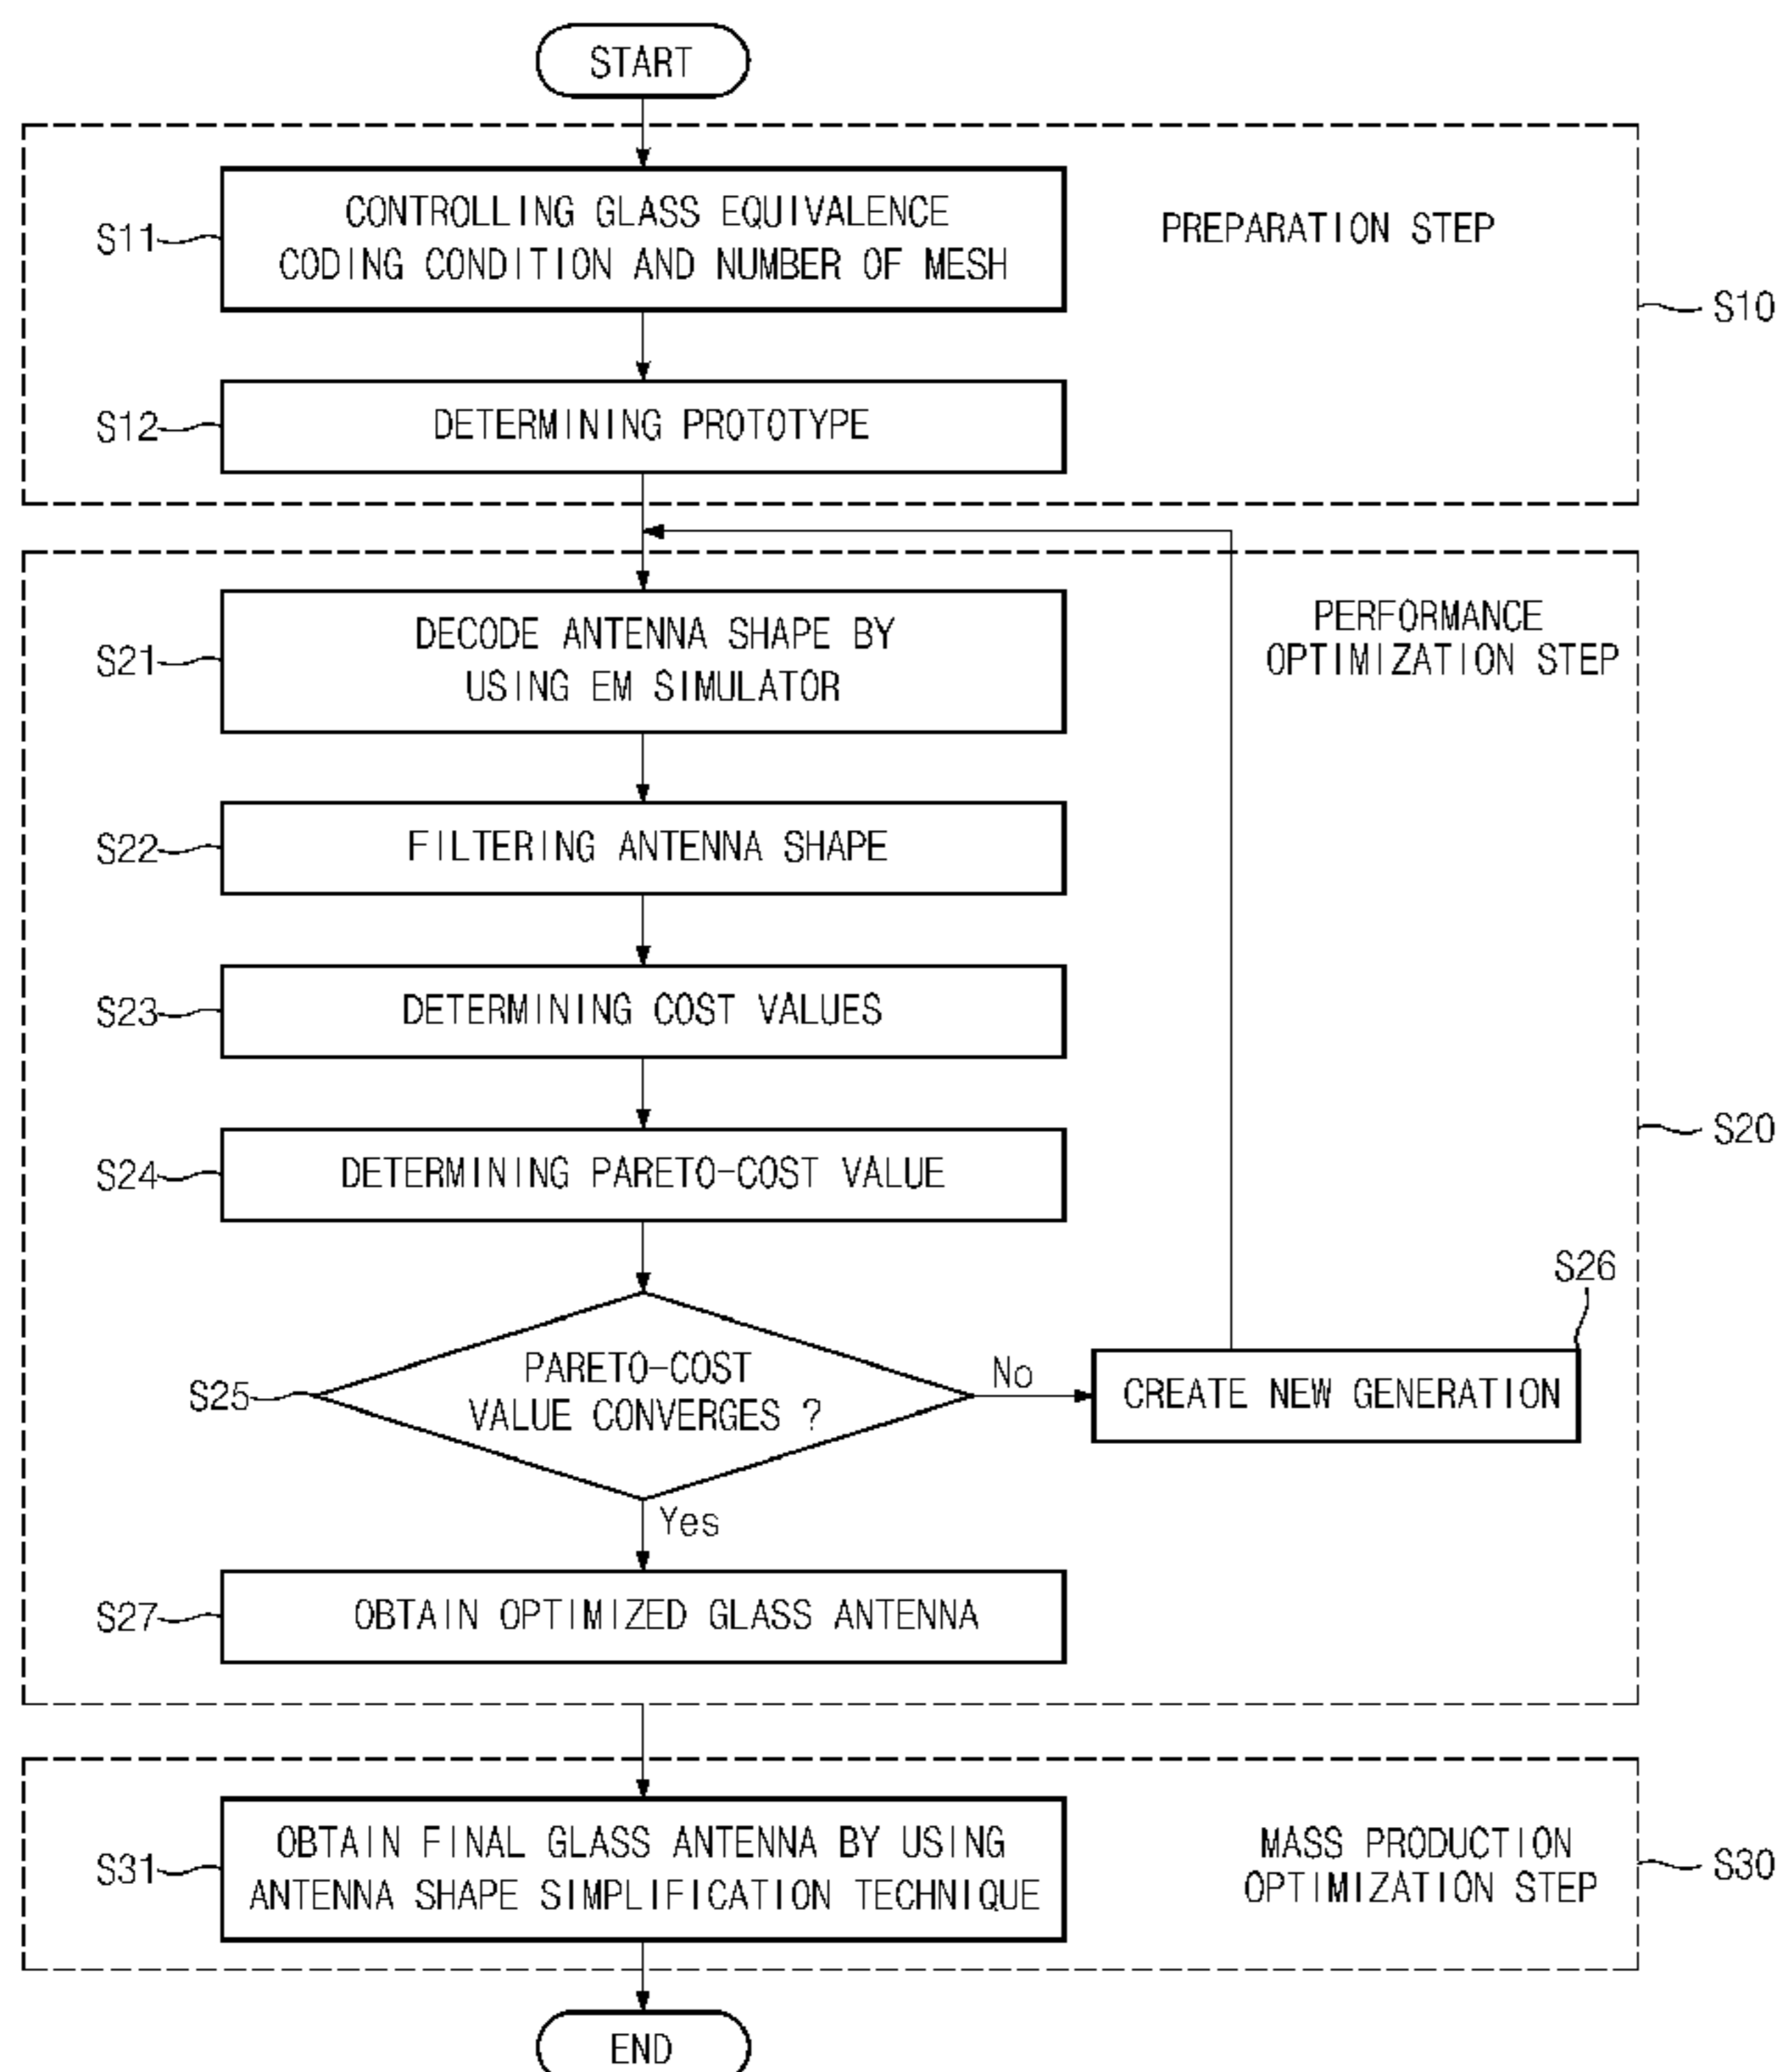 START
S11
CONTROLLING GLASS EQUIVALENCE
CODING CONDITION AND NUMBER OF MESH
PREPARATION STEP
S10
S12
DETERMINING PROTOTYPE
PERFORMANCE
OPTIMIZATION STEP
S21
DECODE ANTENNA SHAPE BY
USING EM SIMULATOR
S22
FILTERING ANTENNA SHAPE
S23
DETERMINING COST VALUES
S20
S24
DETERMINING PARETO-COST VALUE
S25
PARETO-COST
VALUE CONVERGES ?
No
S26
CREATE NEW GENERATION
Yes
S27
OBTAIN OPTIMIZED GLASS ANTENNA
S31
OBTAIN FINAL GLASS ANTENNA BY USING
ANTENNA SHAPE SIMPLIFICATION TECHNIQUE
MASS PRODUCTION
OPTIMIZATION STEP
S30
END